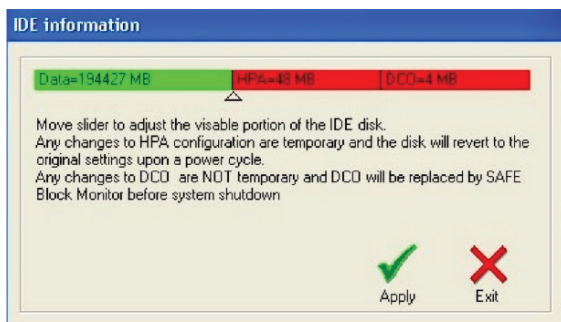 IDE information
Data=194427 MB HPA=48 MB DCO=4 MB
Move slider to adjust the visable portion of the IDE disk.
Any changes to HPA configuration are temporary and the disk will revert to the
original settings upon a power cycle.
Any changes to DCO are NOT temporary and DCO will be replaced by SAFE
Block Monitor before system shutdown
Apply Exit